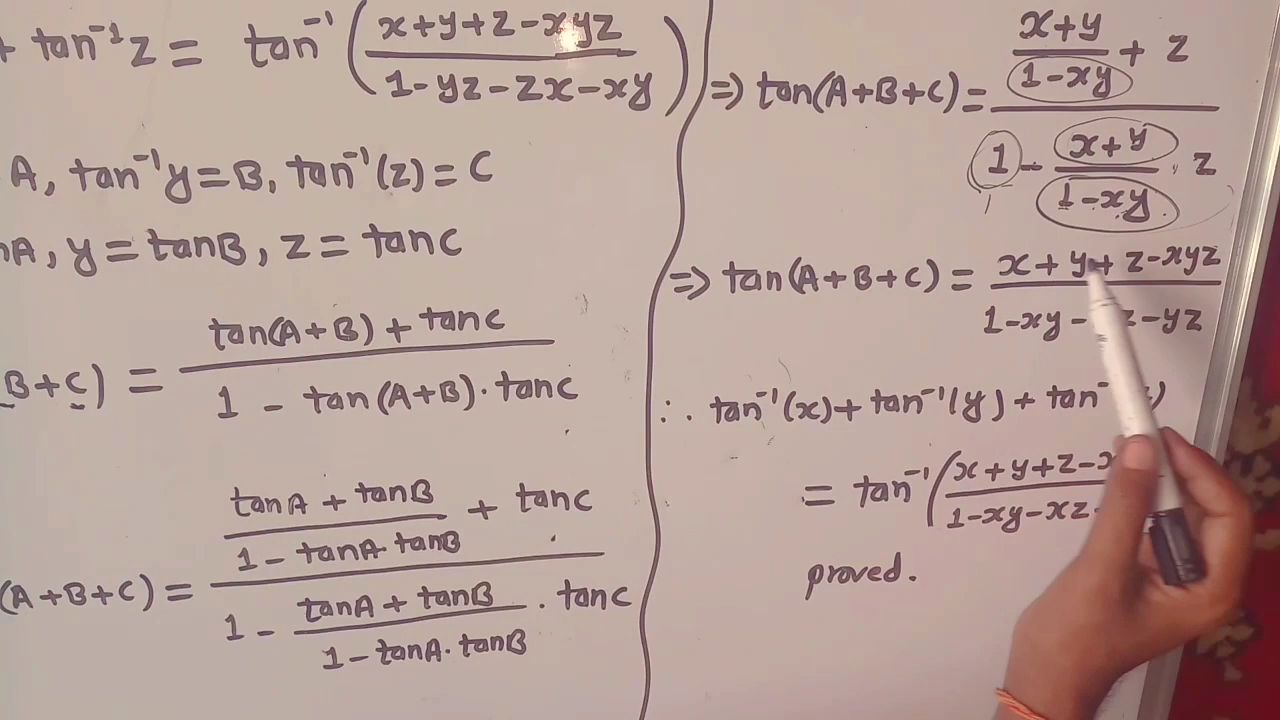 + tan⁻¹z = tan⁻¹((x+y+z-xyz)/(1-yz-zx-xy))
A, tan⁻¹y = B, tan⁻¹(z) = C
A, y = tanB, z = tanC
B+C) = (tan(A+B) + tanC)/(1 - tan(A+B)·tanC)
(A+B+C) = ((tanA + tanB)/(1 - tanA·tanB) + tanC)/(1 - (tanA + tanB)/(1 - tanA·tanB)·tanC)
⇒ tan(A+B+C) = ((x+y)/(1-xy) + z)/(1 - (x+y)/(1-xy)·z)
⇒ tan(A+B+C) = (x+y+z-xyz)/(1-xy- z-yz)
∴ tan⁻¹(x) + tan⁻¹(y) + tan⁻ )
= tan⁻¹((x+y+z-x)/(1-xy-xz-
proved.